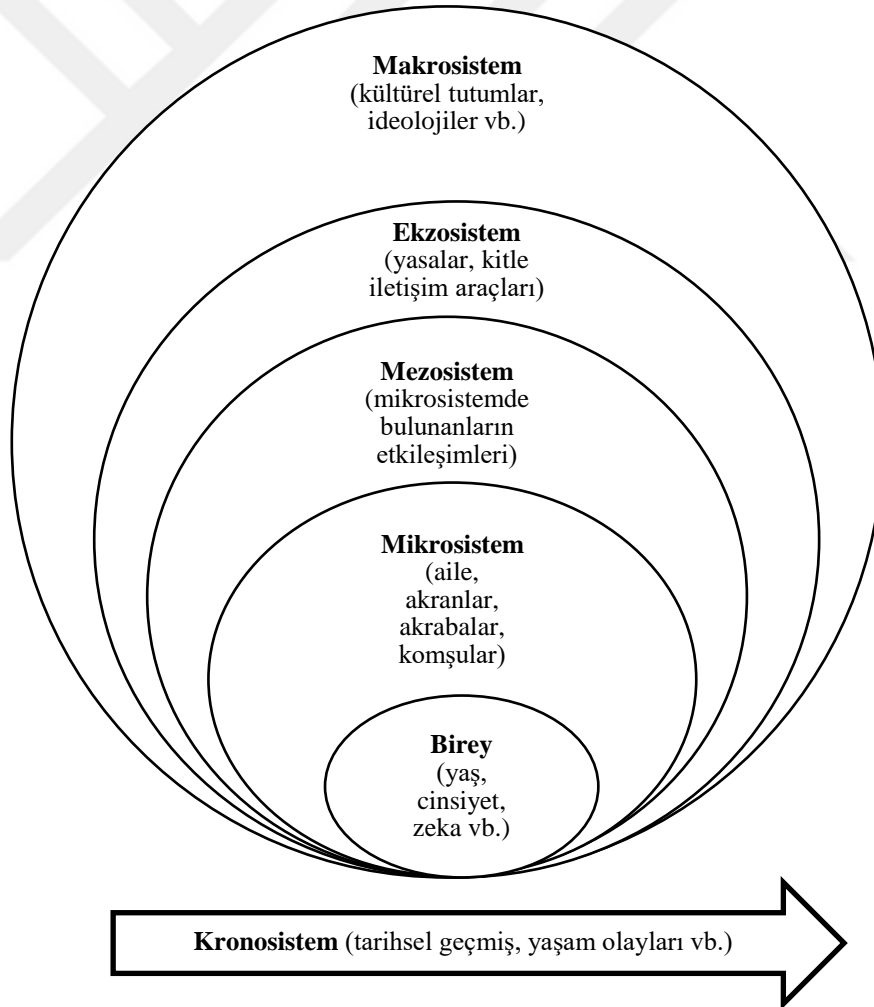 Makrosistem
(kültürel tutumlar,
ideolojiler vb.)
Ekzosistem
(yasalar, kitle
iletişim araçları)
Mezosistem
(mikrosistemde
bulunanların
etkileşimleri)
Mikrosistem
(aile,
akranlar,
akrabalar,
komşular)
Birey
(yaş,
cinsiyet,
zeka vb.)
Kronosistem (tarihsel geçmiş, yaşam olayları vb.)